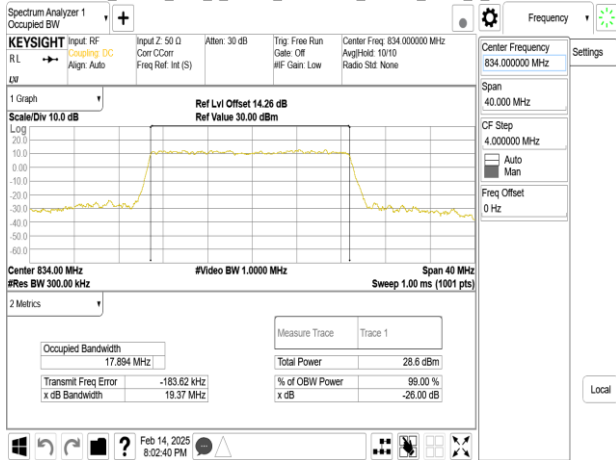 Spectrum Analyzer 1
Occupied BW
Frequency
KEYSIGHT
RL
LXI
Input: RF
Coupling: DC
Align: Auto
Input Z: 50 Ω
Corr CCorr
Freq Ref: Int (S)
Atten: 30 dB
Trig: Free Run
Gate: Off
#IF Gain: Low
Center Freq: 834.000000 MHz
Avg|Hold: 10/10
Radio Std: None
Center Frequency
834.000000 MHz
Settings
Span
40.000 MHz
CF Step
4.000000 MHz
Auto
Man
Freq Offset
0 Hz
Local
1 Graph
Scale/Div 10.0 dB
Ref Lvl Offset 14.26 dB
Ref Value 30.00 dBm
Log
20.0
10.0
0.00
-10.0
-20.0
-30.0
-40.0
-50.0
-60.0
Center 834.00 MHz
#Video BW 1.0000 MHz
Span 40 MHz
#Res BW 300.00 kHz
Sweep 1.00 ms (1001 pts)
2 Metrics
Measure Trace
Trace 1
Occupied Bandwidth
17.894 MHz
Total Power
28.6 dBm
Transmit Freq Error
-183.62 kHz
% of OBW Power
99.00 %
x dB Bandwidth
19.37 MHz
x dB
-26.00 dB
?
Feb 14, 2025
8:02:40 PM